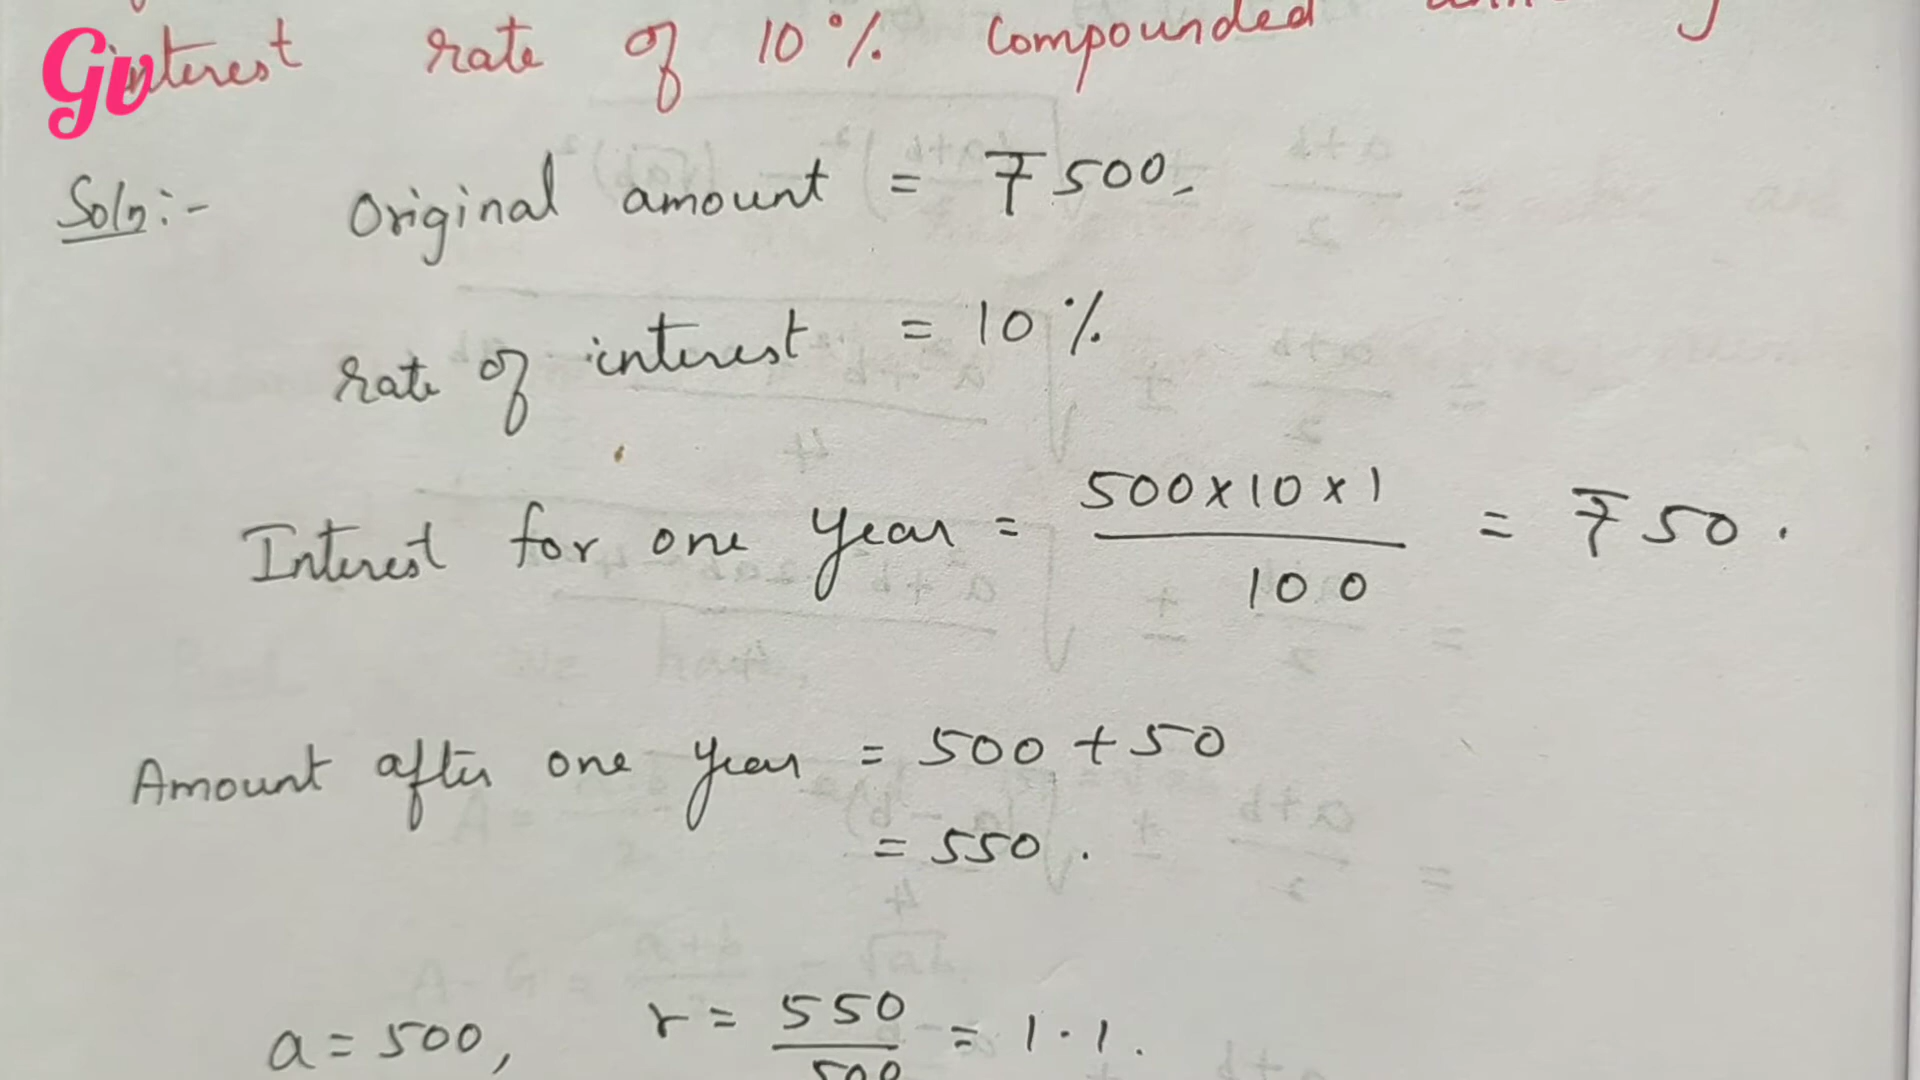 Gv
interest rate of 10% compounded
Soln:- Original amount = ₹500.
rate of interest = 10%
Interest for one year = 500×10×1 / 100 = ₹50.
Amount after one year = 500+50
= 550.
a = 500, r = 550 / 500 = 1.1.